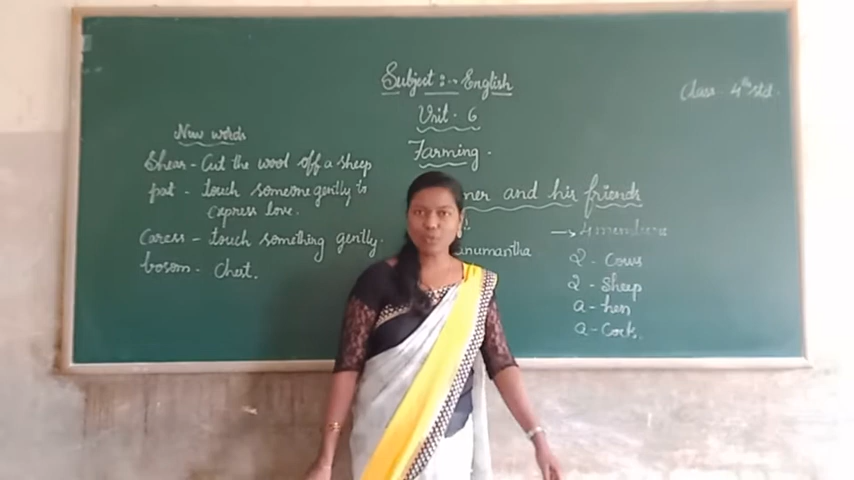 Subject :- English
Class - 4th std.
Unit - 6
Farming.
New words
Shear - Cut the wool off a sheep
pat - touch someone gently to
express love.
Caress - touch something gently.
bosom - Chest.
mer and his friends
anumantha
2 - Cows
2 - Sheep
a - hen
a - Cock.